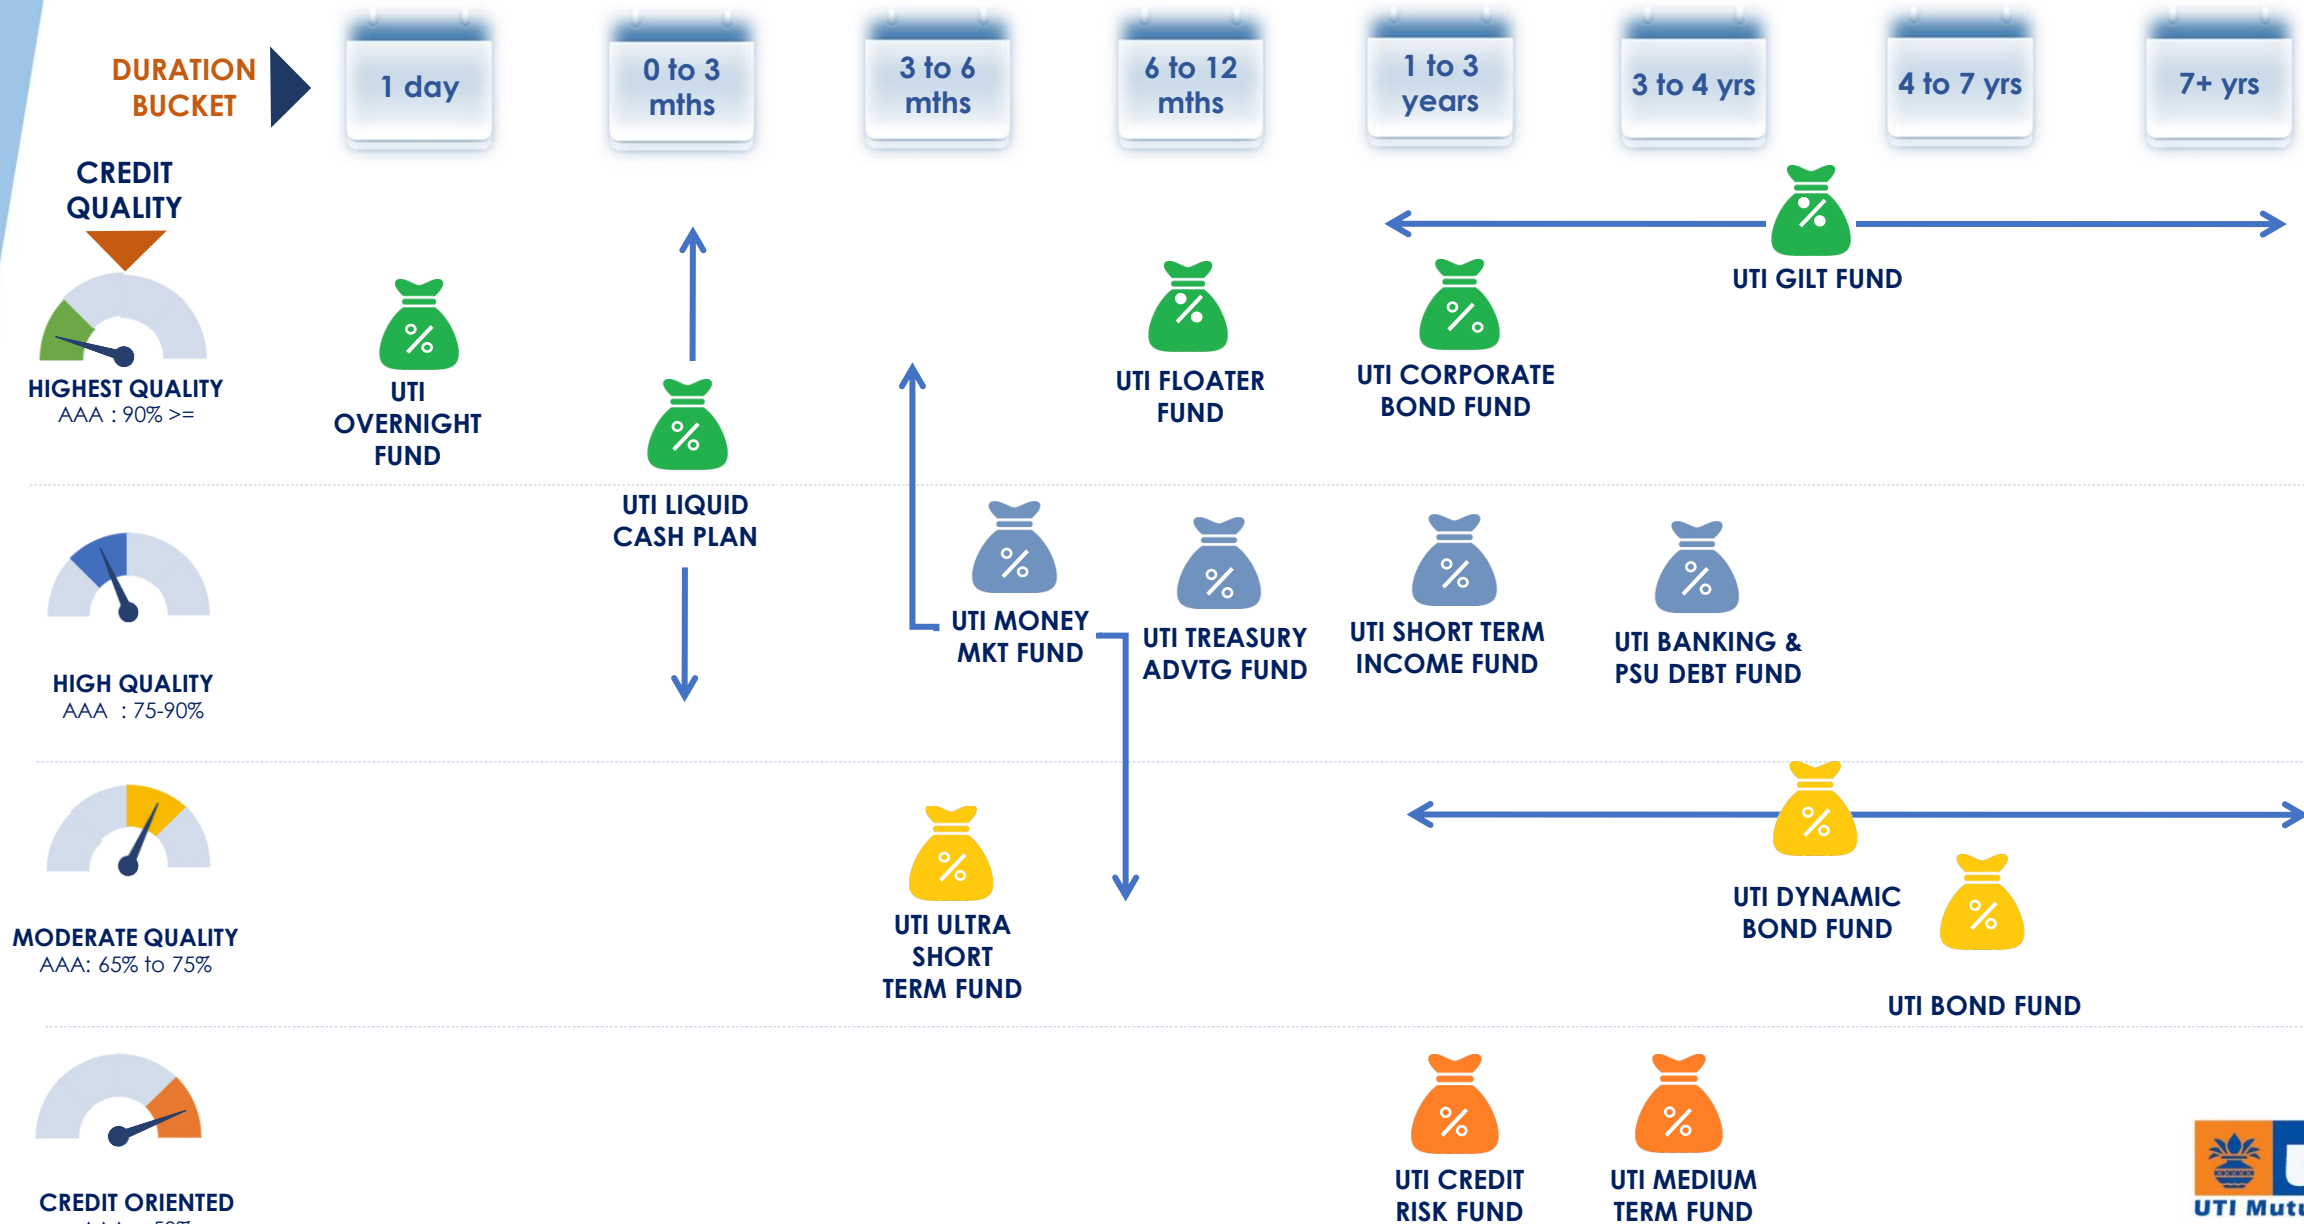 DURATION
BUCKET
1 day
0 to 3
mths
3 to 6
mths
6 to 12
mths
1 to 3
years
3 to 4 yrs
4 to 7 yrs
7+ yrs
CREDIT
QUALITY
HIGHEST QUALITY
AAA : 90% >=
UTI
OVERNIGHT
FUND
UTI LIQUID
CASH PLAN
UTI FLOATER
FUND
UTI CORPORATE
BOND FUND
UTI GILT FUND
HIGH QUALITY
AAA : 75-90%
UTI MONEY
MKT FUND
UTI TREASURY
ADVTG FUND
UTI SHORT TERM
INCOME FUND
UTI BANKING &
PSU DEBT FUND
MODERATE QUALITY
AAA: 65% to 75%
UTI ULTRA
SHORT
TERM FUND
UTI DYNAMIC
BOND FUND
UTI BOND FUND
CREDIT ORIENTED
UTI CREDIT
RISK FUND
UTI MEDIUM
TERM FUND
UTI